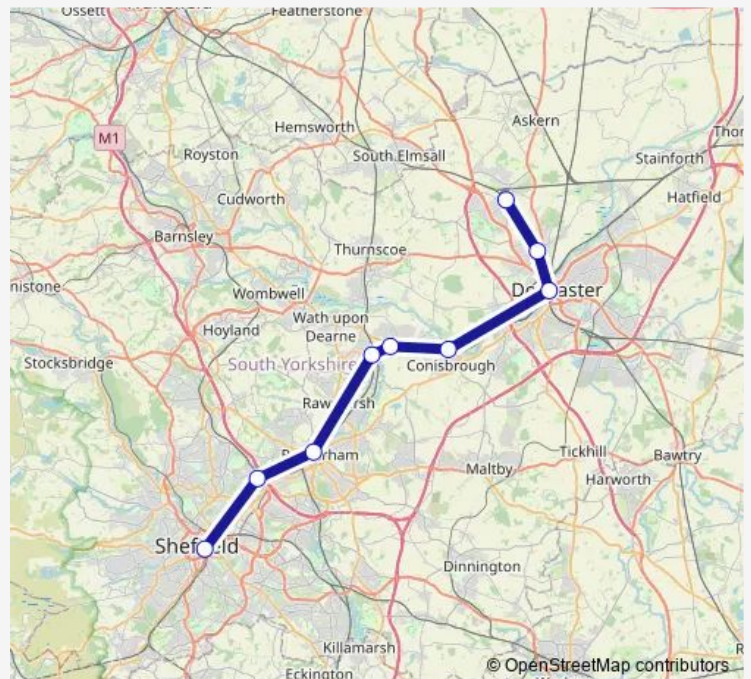 Ossett
Featherstone
Askern
M1
Hemsworth
Royston
South Elmsall
Stainforth
Cudworth
Hatfield
Barnsley
Thurnscoe
Wombwell
Wath upon
Dearne
Hoyland
Stocksbridge
South Yorkshire
Conisbrough
Tickhill
Bawtry
Maltby
Harworth
Dinnington
Killamarsh
Eckington
© OpenStreetMap contributors